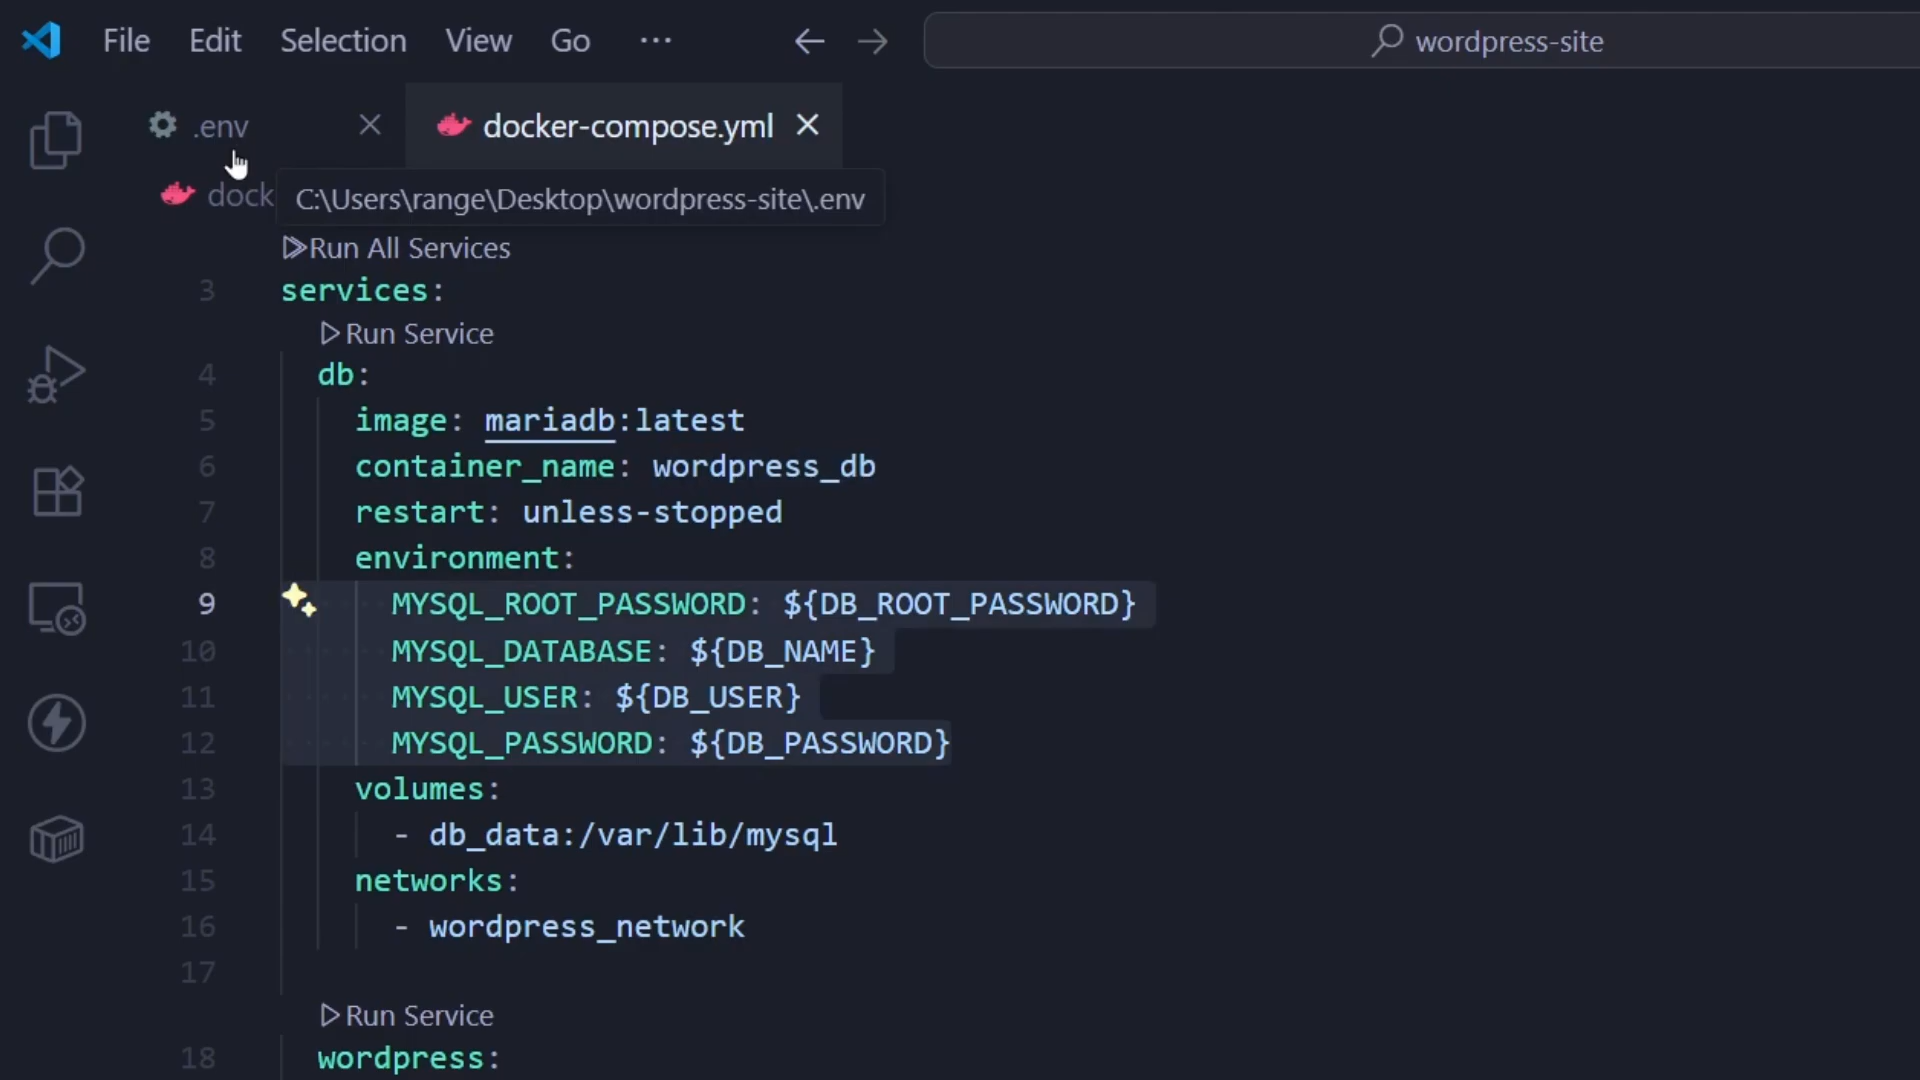 File Edit Selection View Go ··· wordpress-site
.env docker-compose.yml
dock C:\Users\range\Desktop\wordpress-site\.env
Run All Services
3 services:
Run Service
4 db:
5 image: mariadb:latest
6 container_name: wordpress_db
7 restart: unless-stopped
8 environment:
9 MYSQL_ROOT_PASSWORD: ${DB_ROOT_PASSWORD}
10 MYSQL_DATABASE: ${DB_NAME}
11 MYSQL_USER: ${DB_USER}
12 MYSQL_PASSWORD: ${DB_PASSWORD}
13 volumes:
14 - db_data:/var/lib/mysql
15 networks:
16 - wordpress_network
17
Run Service
18 wordpress: